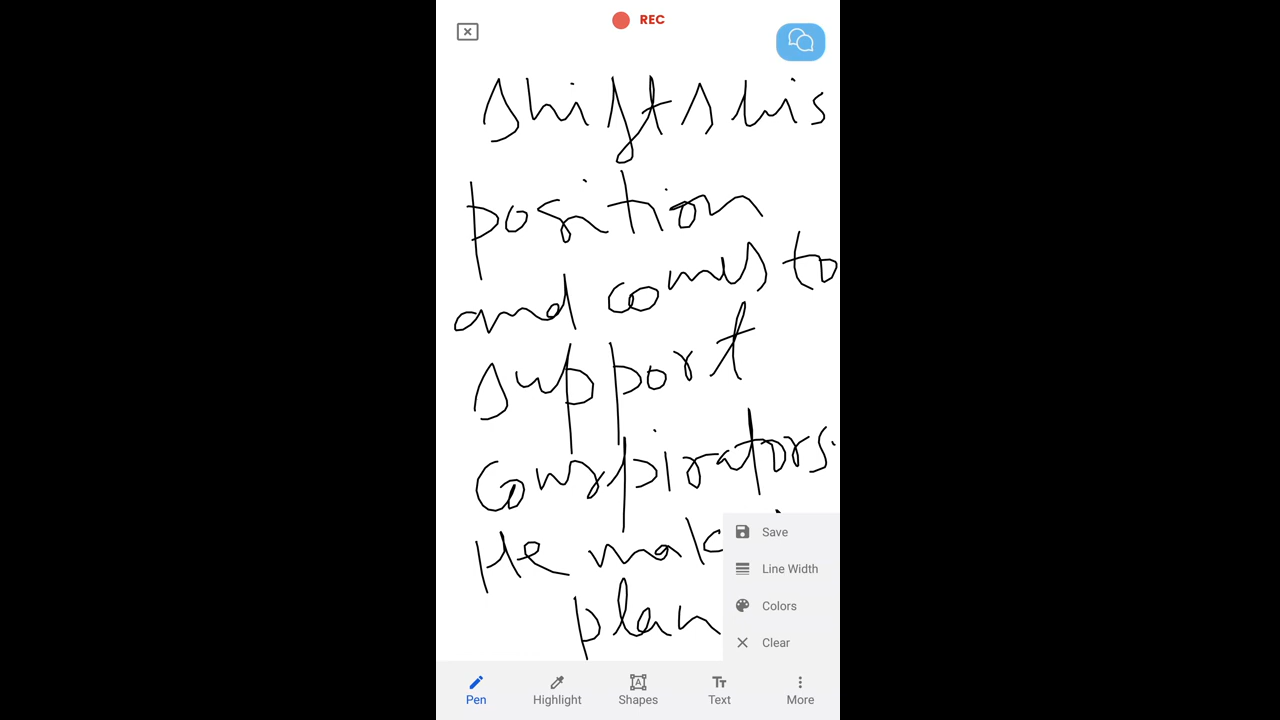 REC
shifts his
position
and comes to
support
conspirators.
He
plan
Save
Line Width
Colors
Clear
Pen
Highlight
Shapes
Text
More